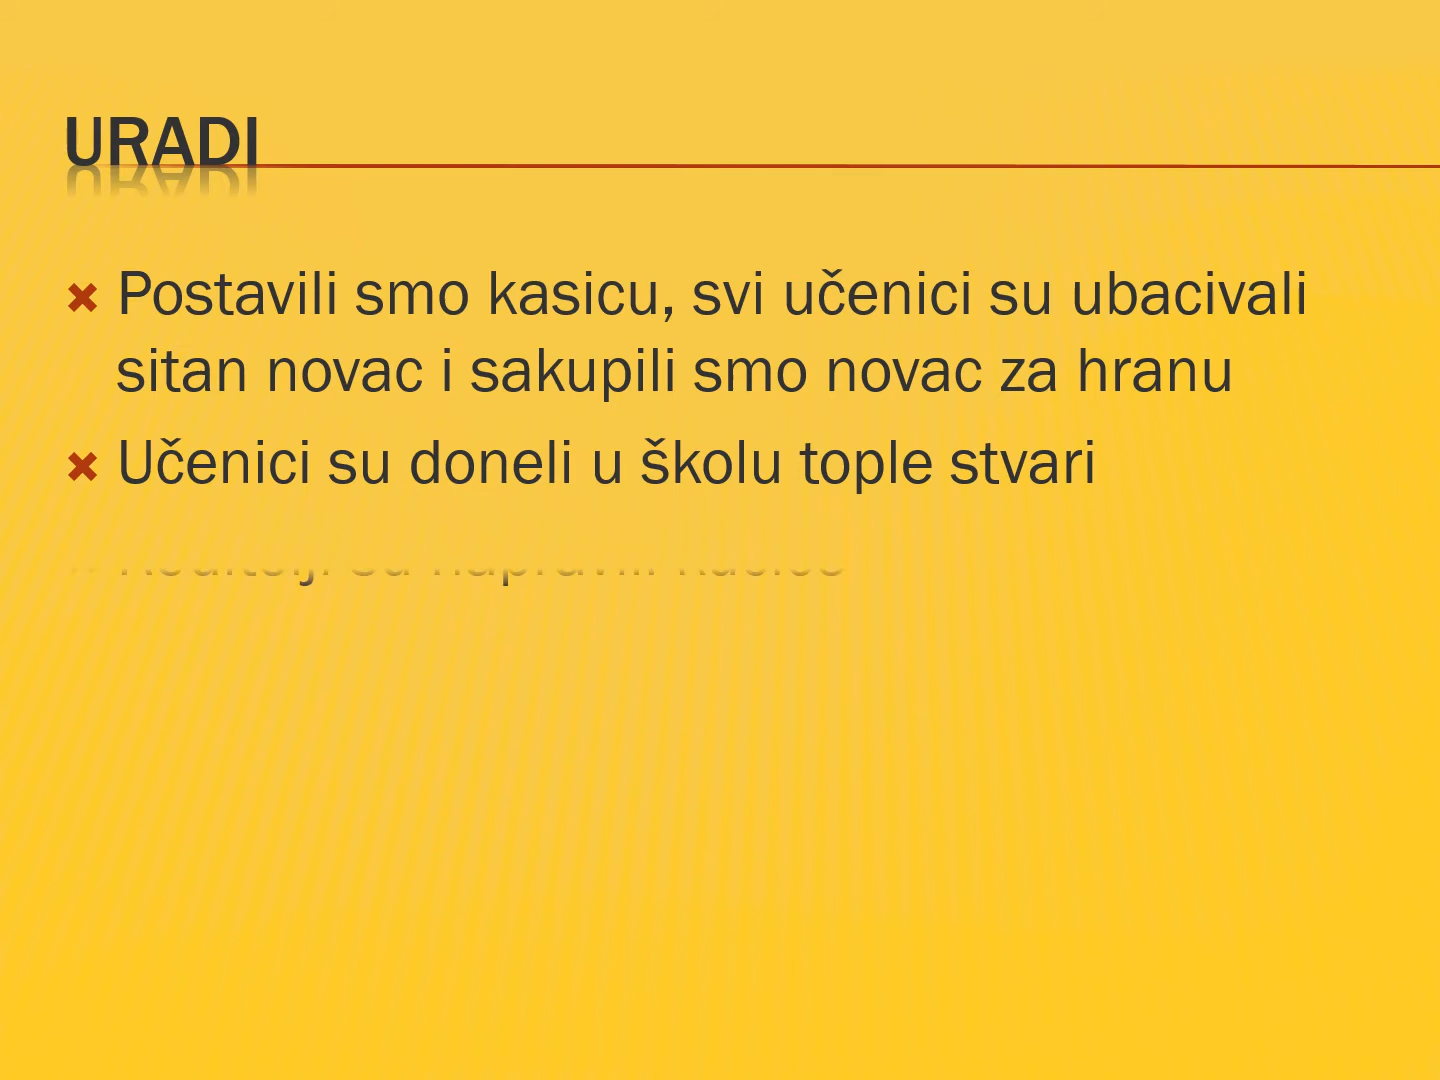 URADI
Postavili smo kasicu, svi učenici su ubacivali
sitan novac i sakupili smo novac za hranu
Učenici su doneli u školu tople stvari